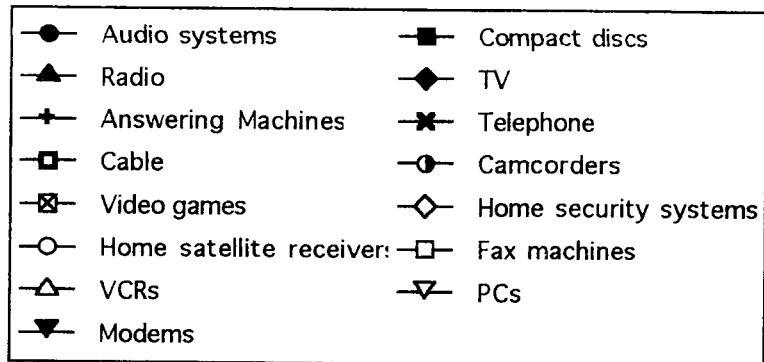 Audio systems Compact discs
Radio TV
Answering Machines Telephone
Cable Camcorders
Video games Home security systems
Home satellite receivers Fax machines
VCRs PCs
Modems